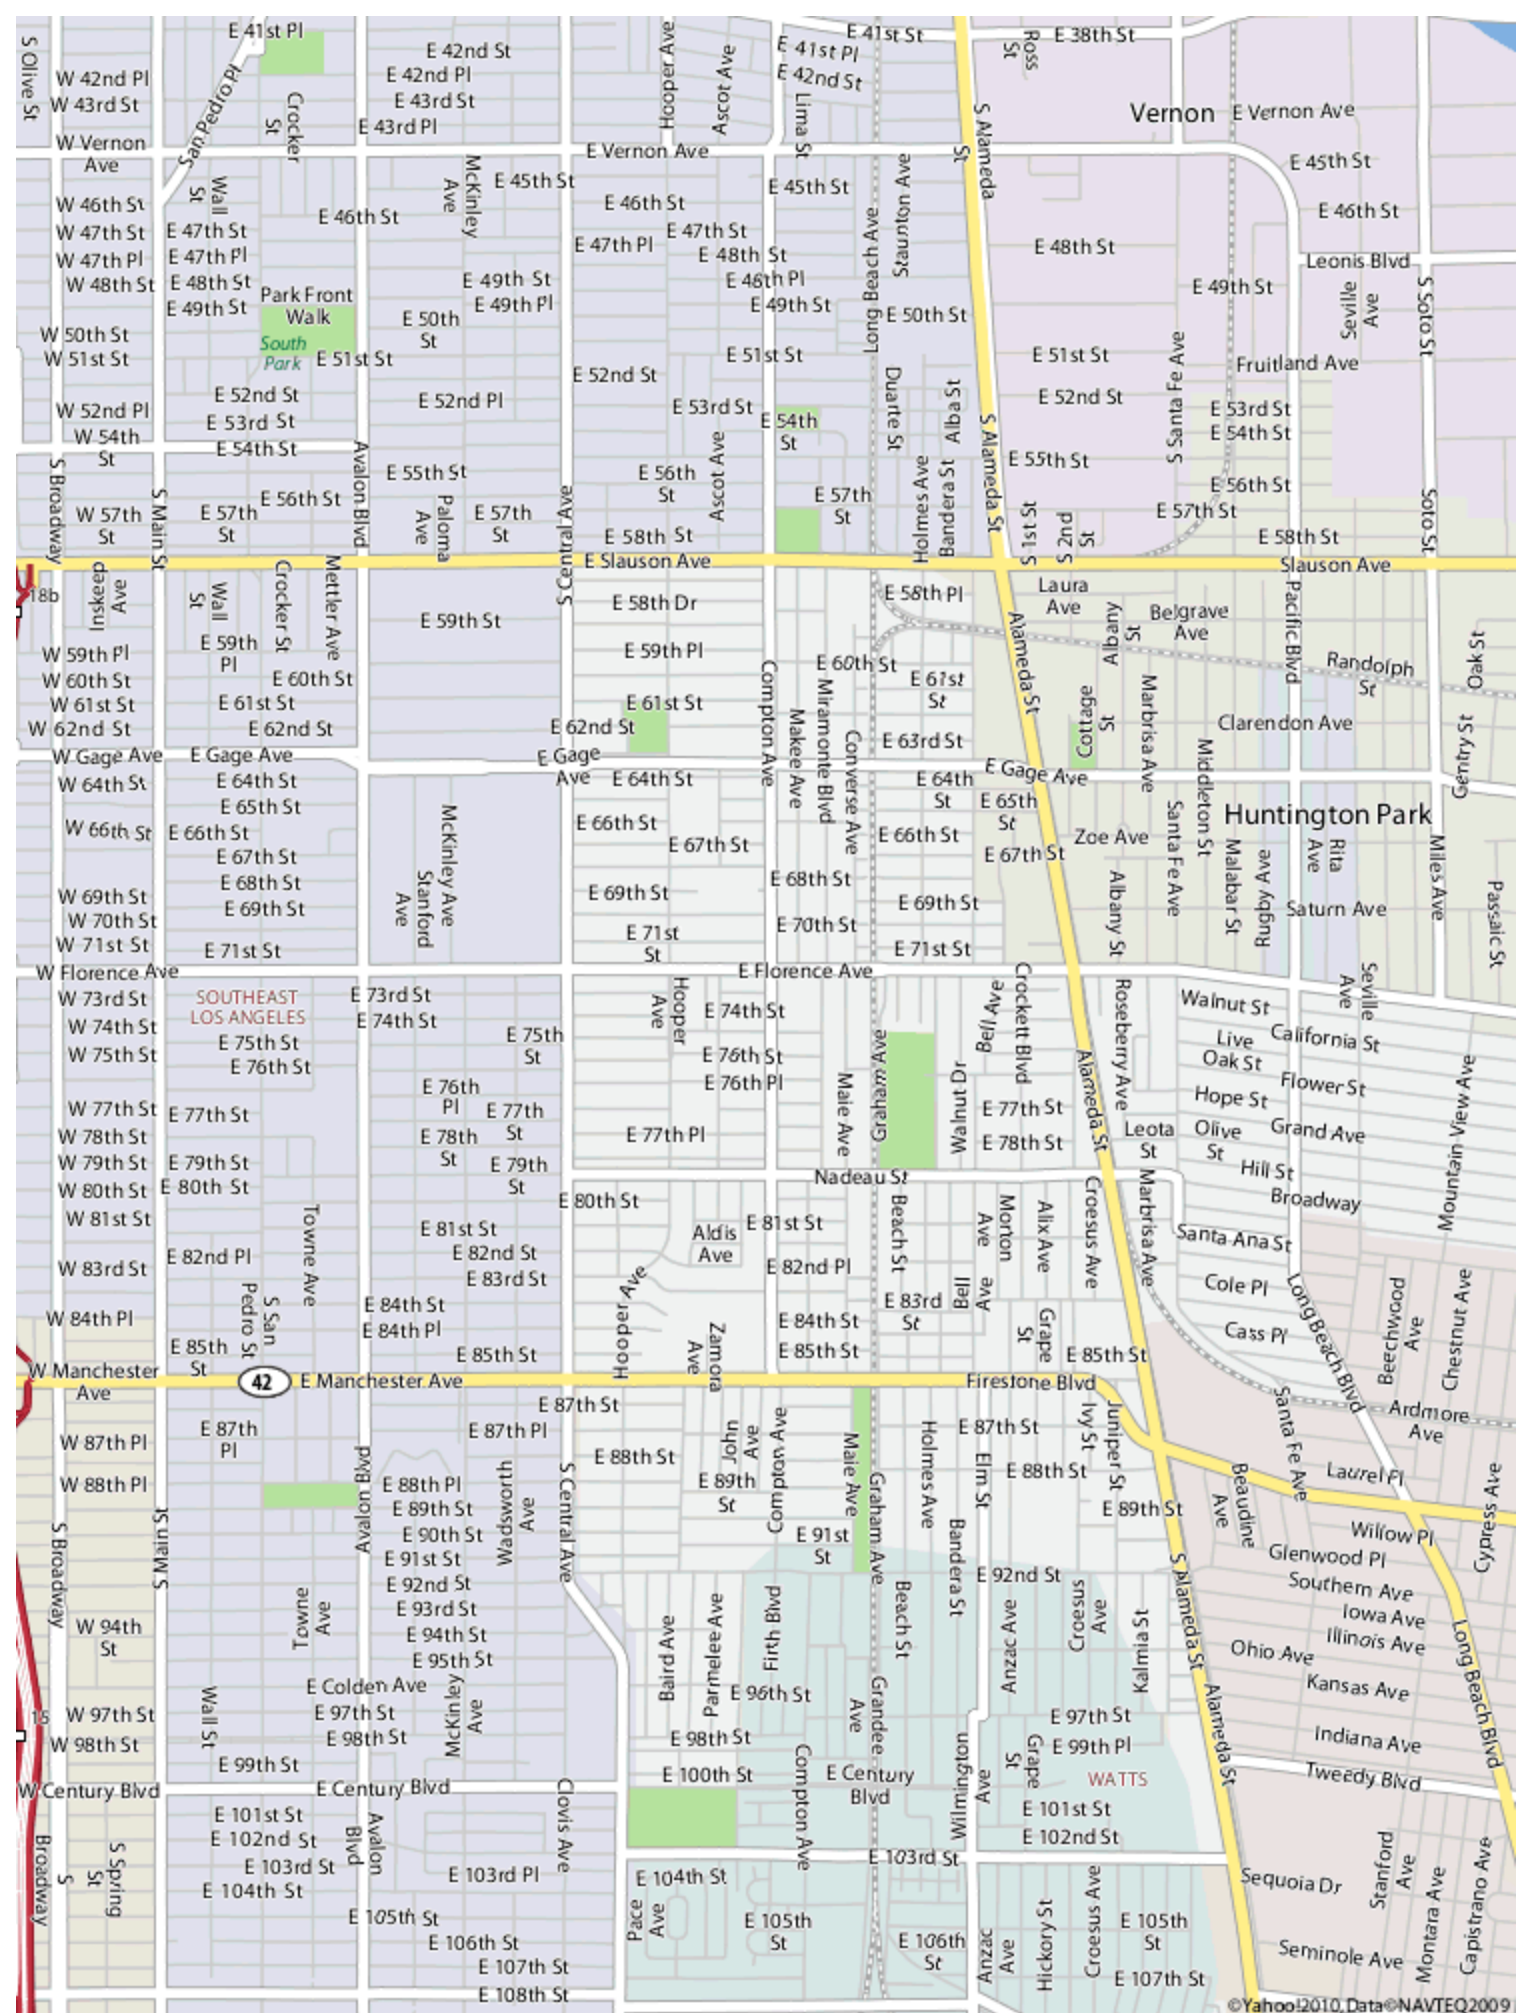 E 41st Pl
E 42nd St
E 41st St
E 38th St
Ross
St
S Olive St
W 42nd Pl
W 43rd St
San Pedro Pl
Crocker
St
E 42nd Pl
E 43rd St
E 43rd Pl
Hooper Ave
Ascot Ave
E 41st Pl
E 42nd St
Lima St
S Alameda
St
Vernon
E Vernon Ave
W Vernon
Ave
E Vernon Ave
E 45th St
W 46th St
W 47th St
W 47th Pl
W 48th St
Wall
St
E 47th St
E 47th Pl
E 48th St
E 49th St
E 46th St
McKinley
Ave
E 45th St
E 46th St
E 47th Pl
E 47th St
E 48th St
E 46th Pl
E 49th St
E 45th St
Long Beach Ave
Staunton Ave
E 48th St
E 46th St
Leonis Blvd
E 49th St
Seville
Ave
S Soto St
Park Front
Walk
South
Park
E 49th St
E 49th Pl
E 50th
St
E 50th St
W 50th St
W 51st St
E 51st St
E 51st St
E 51st St
S Santa Fe Ave
Fruitland Ave
E 52nd St
W 52nd Pl
E 52nd St
E 53rd St
E 52nd Pl
E 53rd St
E 54th
St
Duarte St
Alba St
E 52nd St
E 53rd St
E 54th St
W 54th
St
E 54th St
Avalon Blvd
E 55th St
E 56th
St
Ascot Ave
S Alameda St
E 55th St
E 56th St
S Broadway
S Main St
E 56th St
W 57th
St
E 57th
St
Paloma
Ave
E 57th
St
S Central Ave
E 57th
St
Holmes Ave
Bandera St
S 1st St
S 2nd
St
E 57th St
Soto St
E 58th St
E 58th St
E Slauson Ave
Slauson Ave
18b
Inskeep
Ave
Wall
St
Crocker St
Mettler Ave
E 59th St
E 58th Dr
E 58th Pl
Laura
Ave
Albany
St
Belgrave
Ave
Pacific Blvd
Randolph
St
Oak St
W 59th Pl
W 60th St
W 61st St
W 62nd St
E 59th
Pl
E 60th St
E 61st St
E 62nd St
E 59th Pl
E 61st St
E 62nd St
Compton Ave
E 60th St
E 61st
St
Alameda St
Makee Ave
Miramonte Blvd
Converse Ave
E 63rd St
Cottage
St
Marbrisa Ave
Clarendon Ave
Gentry St
W Gage Ave
E Gage Ave
E Gage
Ave
E Gage Ave
W 64th St
E 64th St
E 65th St
E 64th St
E 64th
St
E 65th
St
Middleton St
Huntington Park
W 66th St
E 66th St
E 67th St
E 68th St
E 69th St
McKinley Ave
Stanford
Ave
E 66th St
E 67th St
E 66th St
E 67th St
Zoe Ave
Santa Fe Ave
Malabar St
Rugby Ave
Rita
Ave
Miles Ave
W 69th St
W 70th St
W 71st St
E 71st St
E 69th St
E 68th St
E 70th St
E 69th St
E 71st St
Albany St
Saturn Ave
Passaic St
E 71st
St
W Florence Ave
E Florence Ave
W 73rd St
W 74th St
W 75th St
SOUTHEAST
LOS ANGELES
E 75th St
E 76th St
E 73rd St
E 74th St
E 75th
St
Hooper
Ave
E 74th St
E 76th St
E 76th Pl
Maie Ave
Graham Ave
Walnut Dr
Bell Ave
Crockett Blvd
Roseberry Ave
Walnut St
Live
Oak St
California St
Seville
Ave
Flower St
Mountain View Ave
W 77th St
W 78th St
W 79th St
W 80th St
W 81st St
E 77th St
E 79th St
E 80th St
E 76th
Pl
E 77th
St
E 78th
St
E 79th
St
E 77th Pl
E 77th St
E 78th St
Alameda St
Leota
St
Hope St
Olive
St
Grand Ave
Hill St
Broadway
Nadeau St
E 80th St
Towne Ave
E 81st St
E 82nd St
E 83rd St
Aldis
Ave
E 81st St
E 82nd Pl
Beach St
Morton
Ave
Alix Ave
Croesus Ave
Marbrisa Ave
Santa Ana St
W 83rd St
E 82nd Pl
S San
Pedro St
E 84th St
E 84th Pl
Hooper Ave
E 83rd
St
Bell
Ave
Cole Pl
Long Beach Blvd
Beechwood
Ave
Chestnut Ave
W 84th Pl
E 85th
St
E 85th St
Zamora
Ave
E 84th St
E 85th St
Grape
St
E 85th St
Cass Pl
W Manchester
Ave
42
E Manchester Ave
Firestone Blvd
Santa Fe Ave
Ardmore
Ave
W 87th Pl
W 88th Pl
E 87th
Pl
Avalon Blvd
E 87th St
E 87th Pl
E 88th St
John
Ave
E 89th
St
Compton Ave
Maie Ave
Graham Ave
Holmes Ave
E 87th St
Ivy St
Juniper St
E 88th St
Elm St
E 89th St
Beaudine
Ave
Laurel Pl
Willow Pl
Cypress Ave
S Broadway
S Main St
E 88th Pl
E 89th St
E 90th St
E 91st St
E 92nd St
E 93rd St
E 94th St
E 95th St
Wadsworth
Ave
S Central Ave
E 91st
St
Bandera St
E 92nd St
S Alameda St
Glenwood Pl
Southern Ave
Iowa Ave
Illinois Ave
Ohio Ave
Kansas Ave
Indiana Ave
Long Beach Blvd
W 94th
St
Towne
Ave
Baird Ave
Parmelee Ave
Firth Blvd
Beach St
Anzac Ave
Croesus
Ave
Kalmia St
E Colden Ave
E 97th St
E 98th St
McKinley
Ave
Wall St
15
W 97th St
W 98th St
E 99th St
E 96th St
E 98th St
E 100th St
Grandee
Ave
E 97th St
E 99th Pl
Grape
St
WATTS
Alameda St
Tweedy Blvd
W Century Blvd
E Century Blvd
E Century
Blvd
Compton Ave
Wilmington
Ave
Clovis Ave
E 101st St
E 102nd St
E 103rd St
E 104th St
Avalon
Blvd
E 101st St
E 102nd St
E 103rd St
Broadway
S
S Spring
St
E 103rd Pl
E 104th St
Sequoia Dr
Stanford
Ave
Montara Ave
Capistrano Ave
E 105th St
E 106th St
E 107th St
E 108th St
Pace
Ave
E 105th
St
E 106th
St
Anzac
Ave
Hickory St
Croesus Ave
E 105th
St
E 107th St
Seminole Ave
©Yahoo!2010, Data©NAVTEQ2009